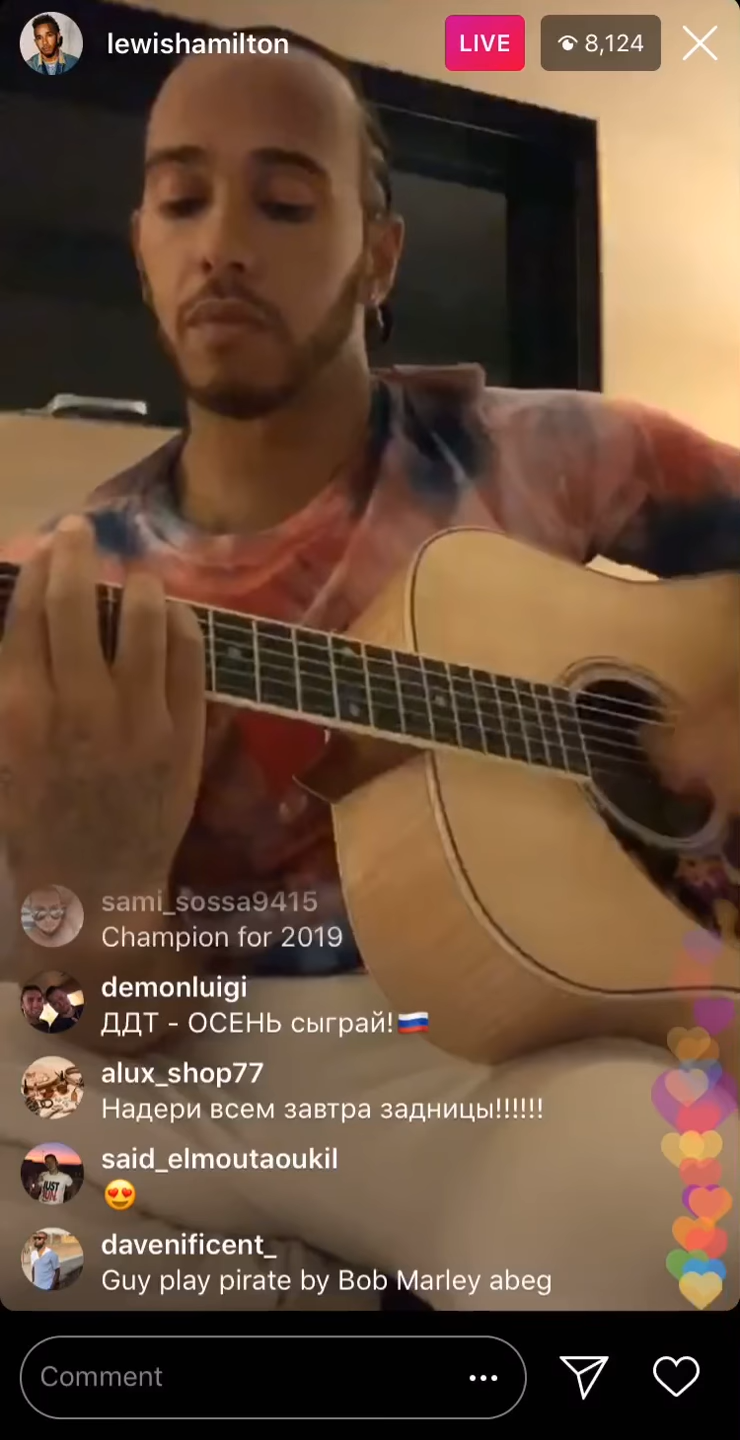 lewishamilton
LIVE
8,124
sami_sossa9415
Champion for 2019
demonluigi
ДДТ - ОСЕНЬ сыграй!🇷🇺
alux_shop77
Надери всем завтра задницы!!!!!!
said_elmoutaoukil
😍
davenificent_
Guy play pirate by Bob Marley abeg
Comment